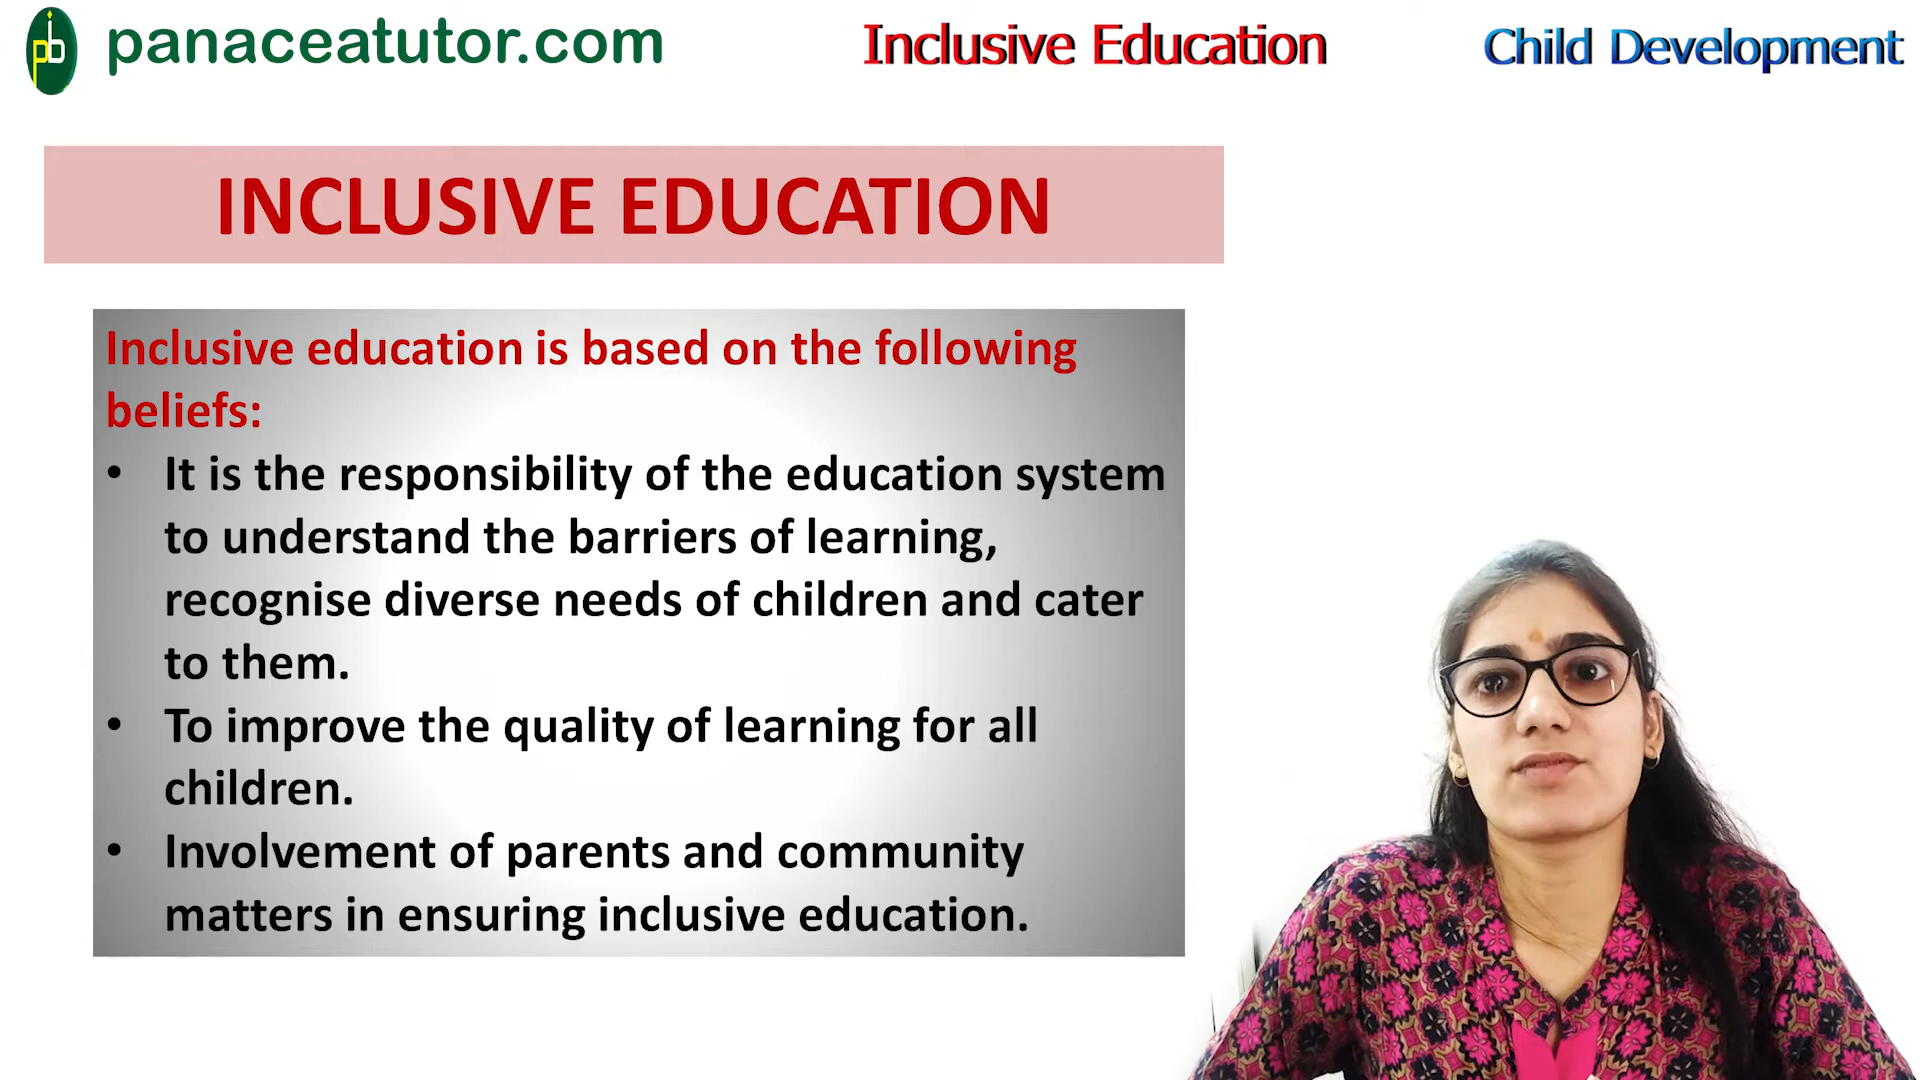 pb panaceatutor.com
Inclusive Education
Child Development
INCLUSIVE EDUCATION
Inclusive education is based on the following
beliefs:
• It is the responsibility of the education system
to understand the barriers of learning,
recognise diverse needs of children and cater
to them.
• To improve the quality of learning for all
children.
• Involvement of parents and community
matters in ensuring inclusive education.